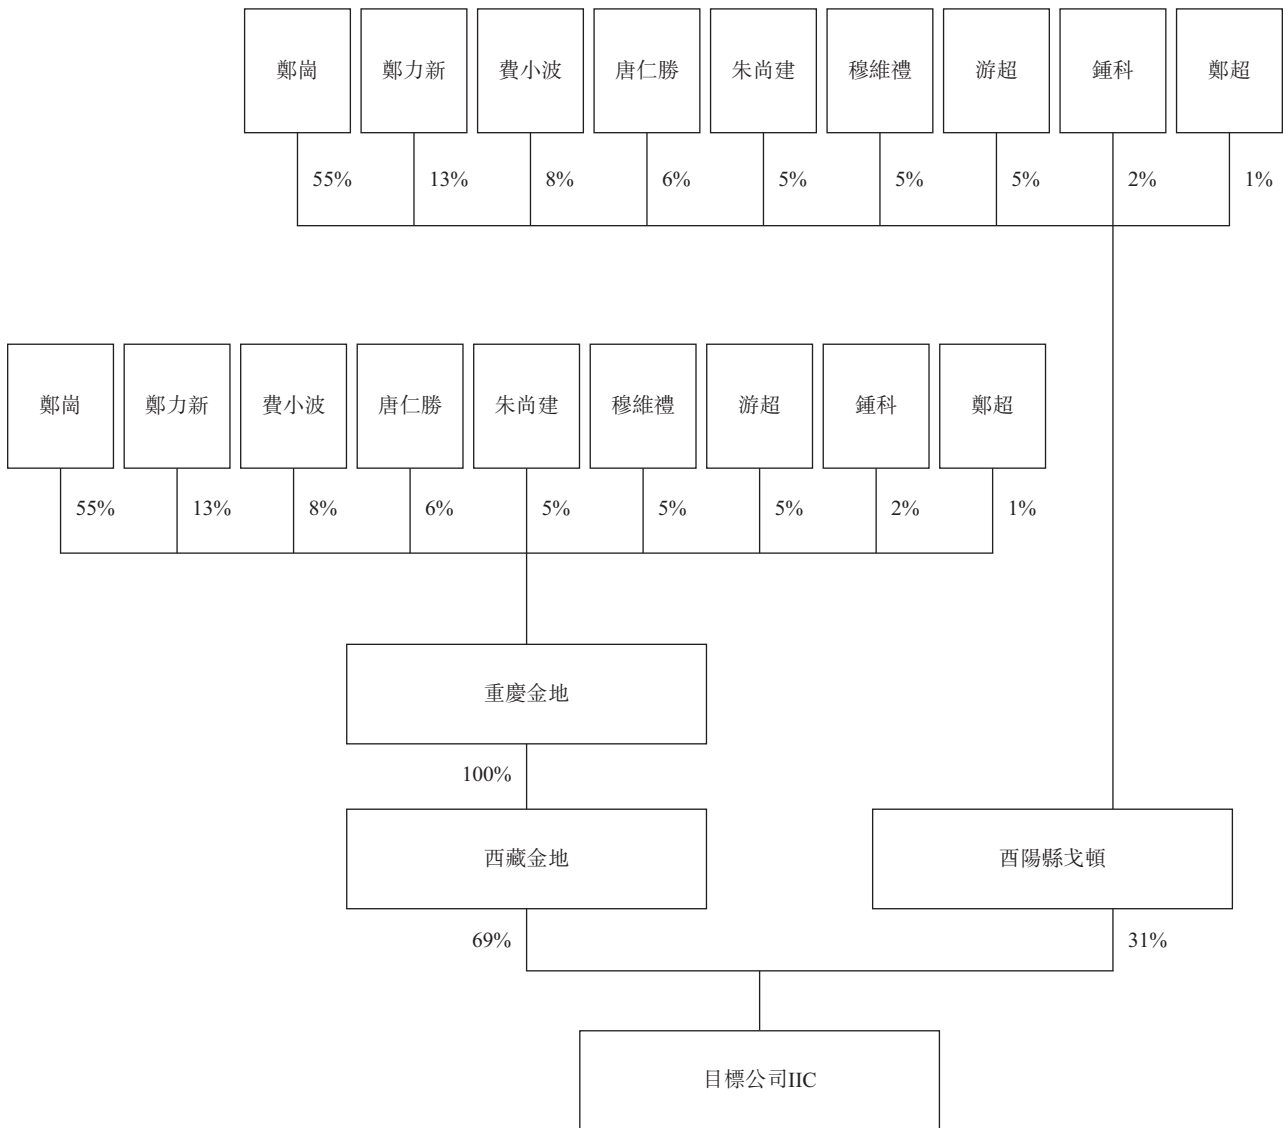 鄭崗 鄭力新 費小波 唐仁勝 朱尚建 穆維禮 游超 鍾科 鄭超
55% 13% 8% 6% 5% 5% 5% 2% 1%
鄭崗 鄭力新 費小波 唐仁勝 朱尚建 穆維禮 游超 鍾科 鄭超
55% 13% 8% 6% 5% 5% 5% 2% 1%
重慶金地
100%
西藏金地 酉陽縣戈頓
69% 31%
目標公司IIC